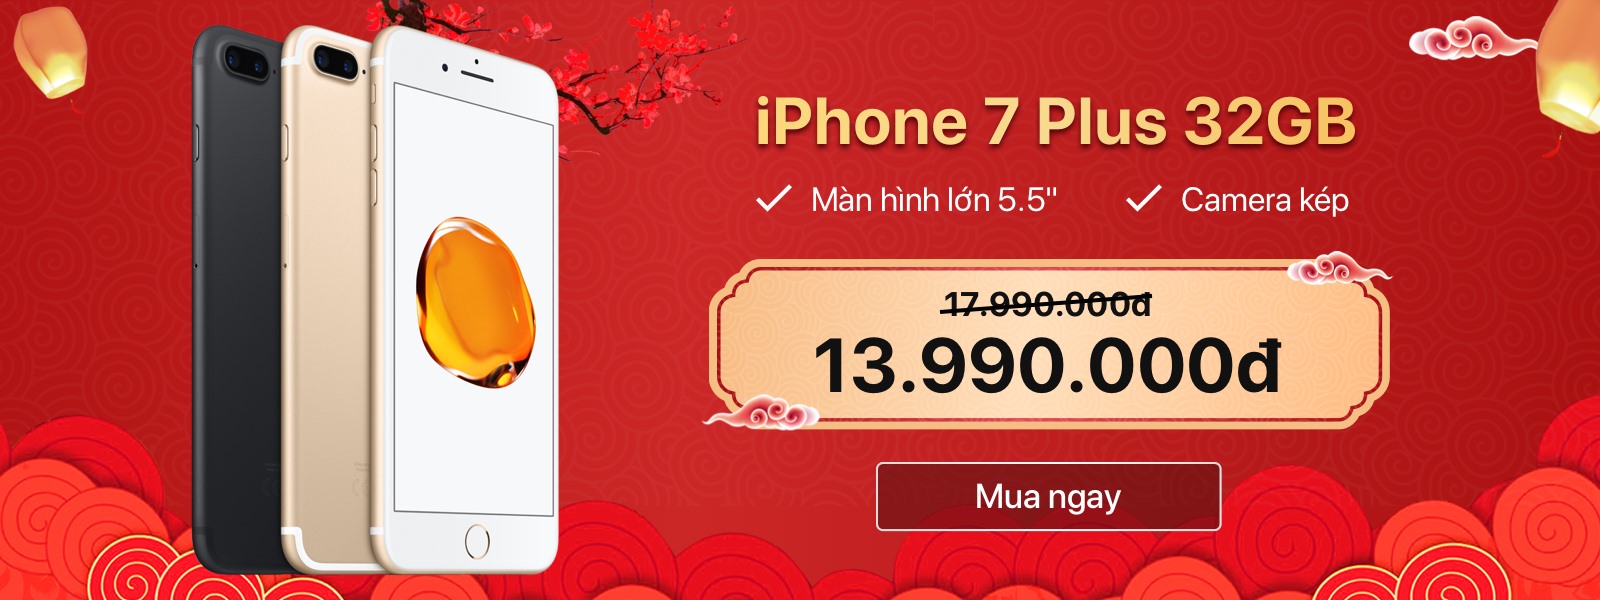 iPhone 7 Plus 32GB
Màn hình lớn 5.5"
Camera kép
17.990.000đ
13.990.000đ
Mua ngay